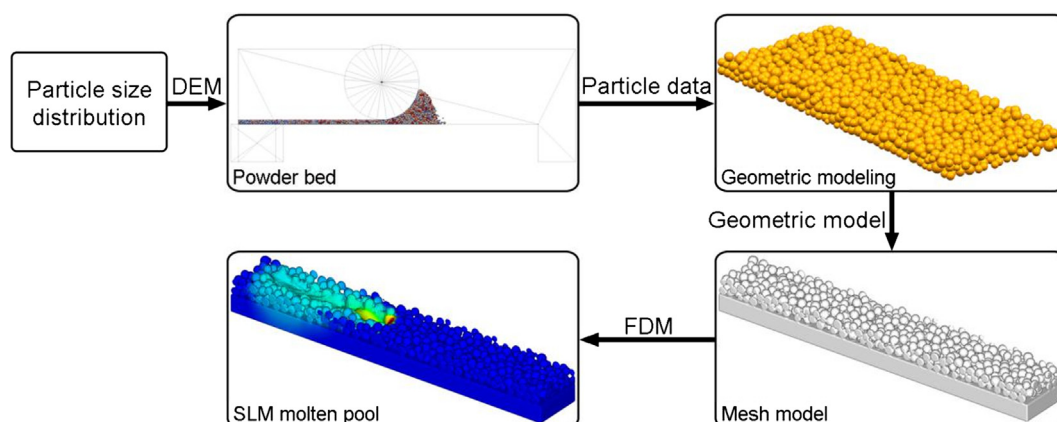 Particle size
distribution
DEM
Powder bed
Particle data
Geometric modeling
Geometric model
Mesh model
FDM
SLM molten pool